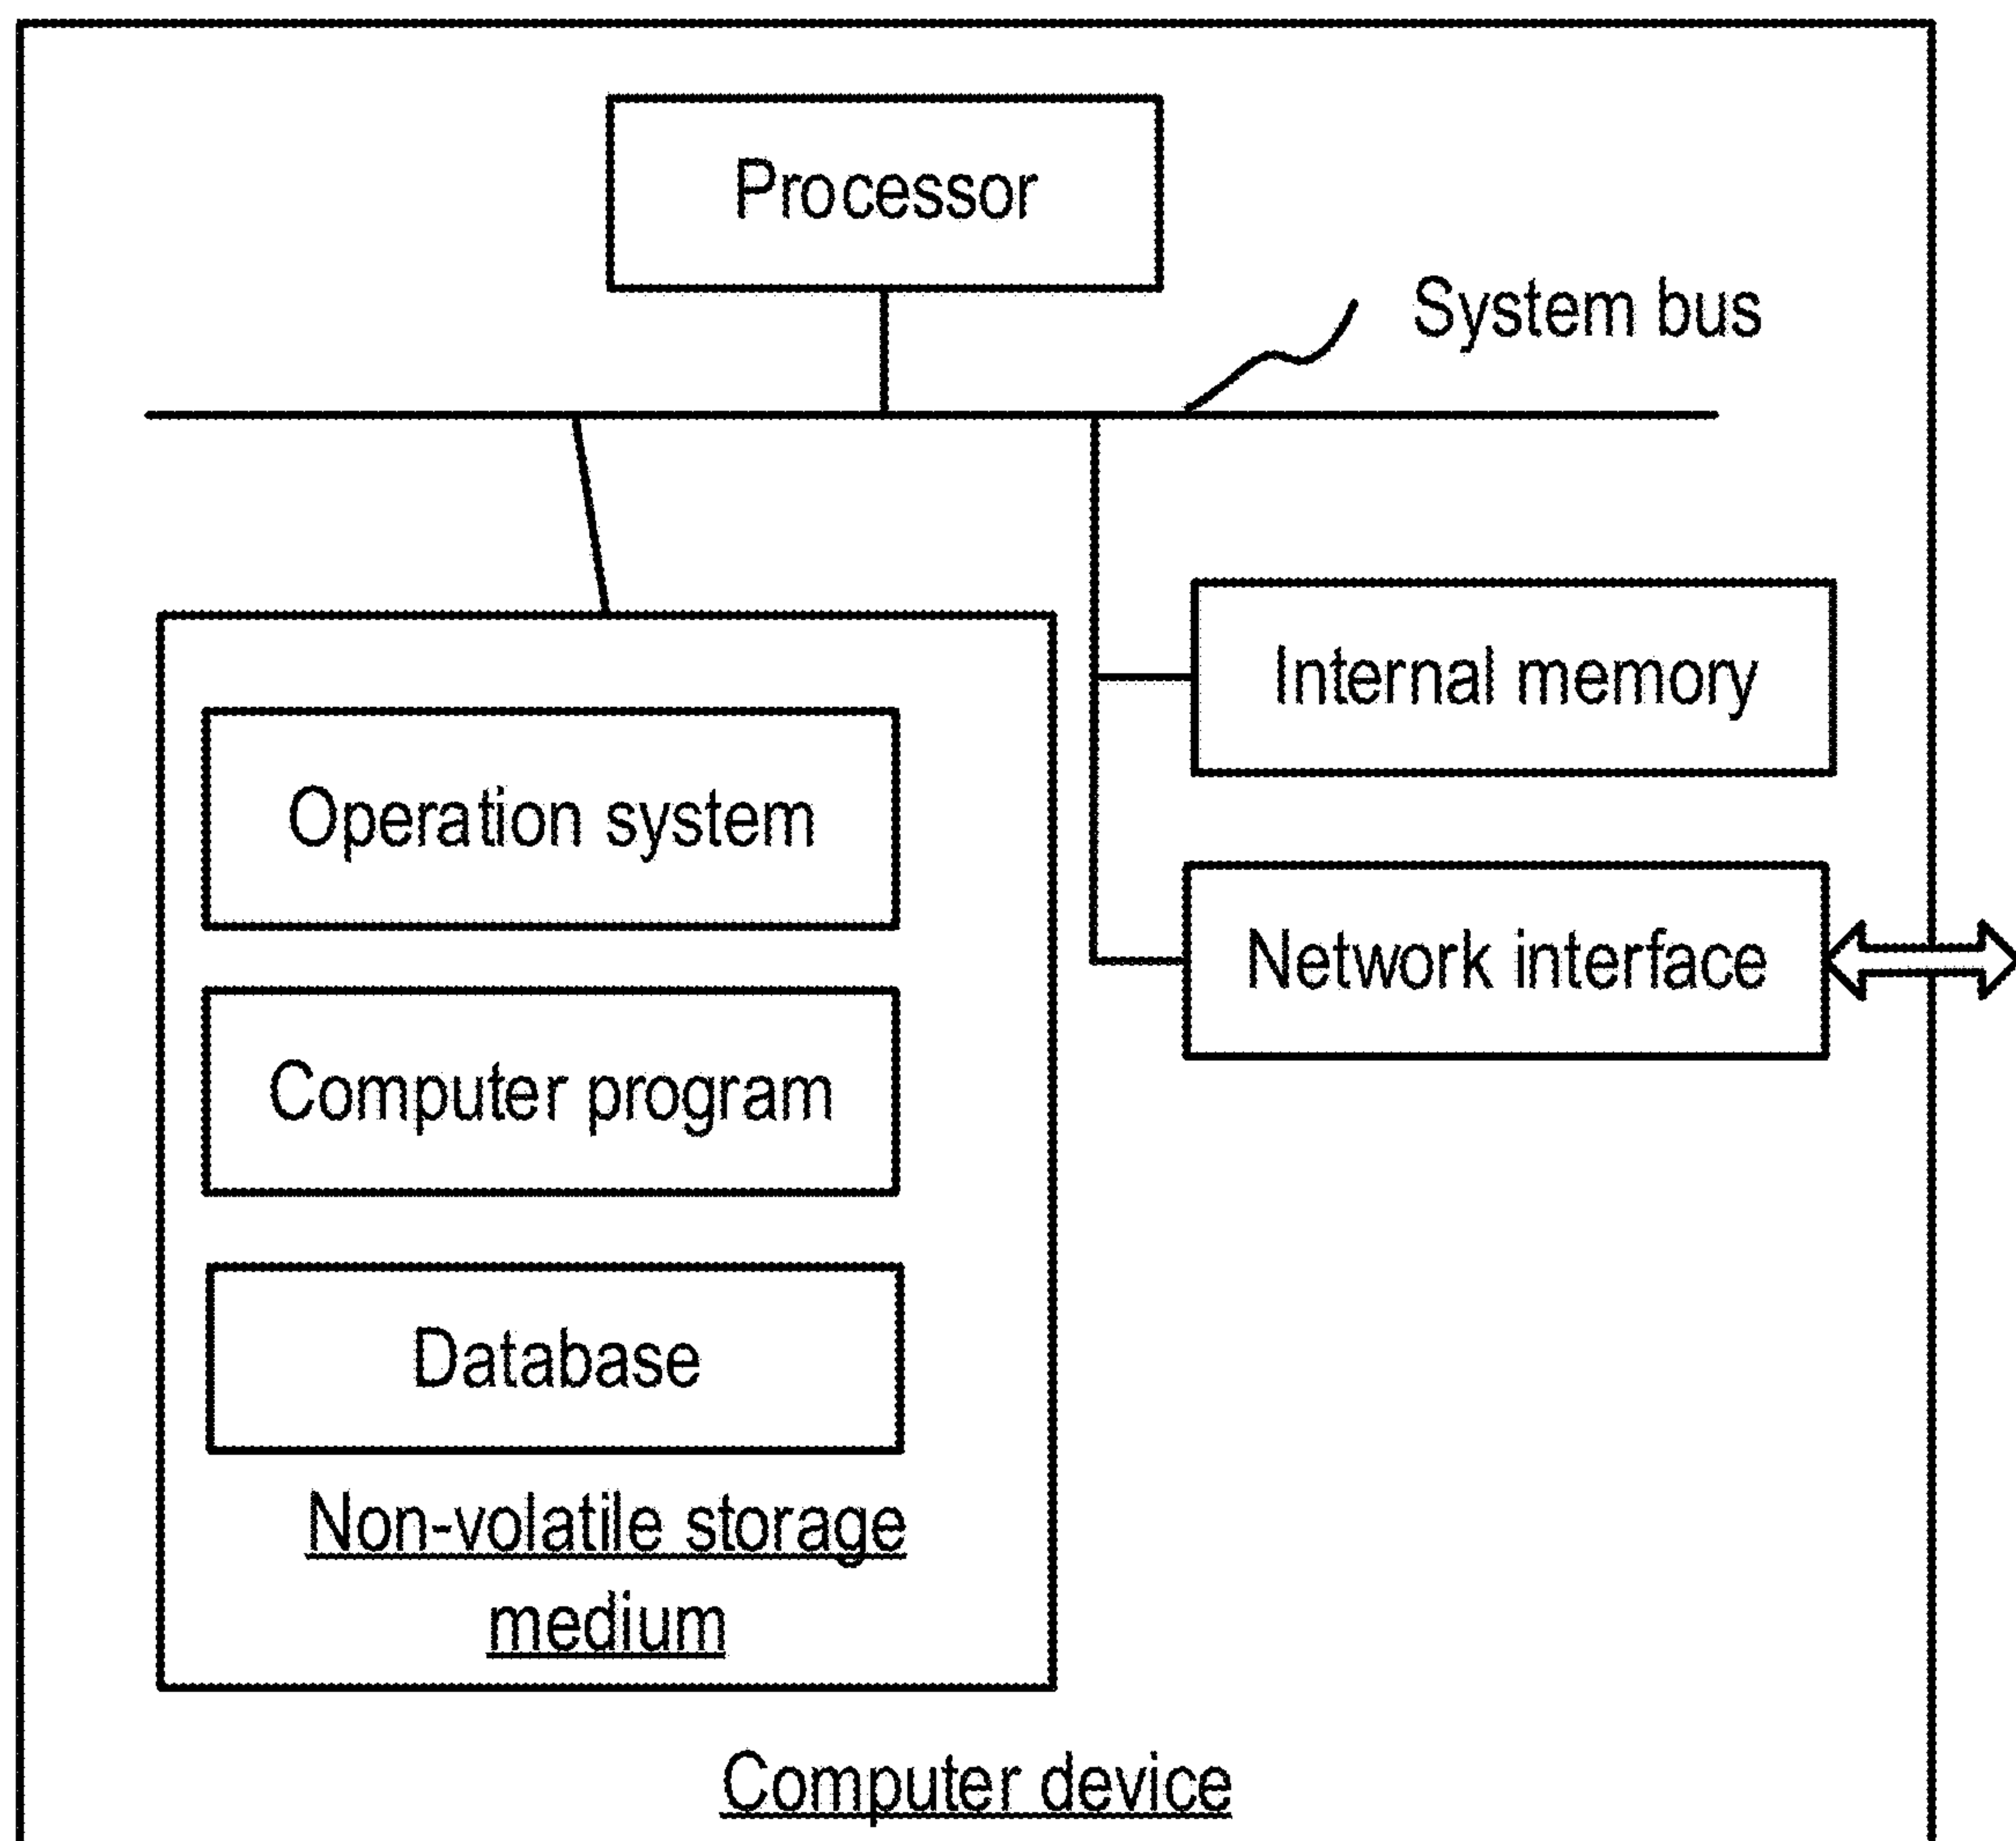 Processor
System bus
Internal memory
Operation system
Network interface
Computer program
Database
Non-volatile storage
medium
Computer device